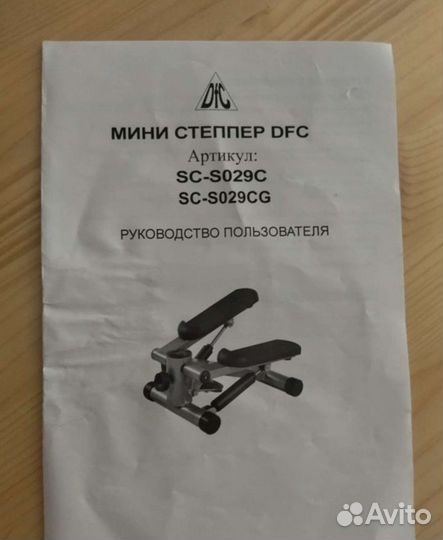 DFC
МИНИ СТЕППЕР DFC
Артикул:
SC-S029C
SC-S029CG
РУКОВОДСТВО ПОЛЬЗОВАТЕЛЯ
Avito